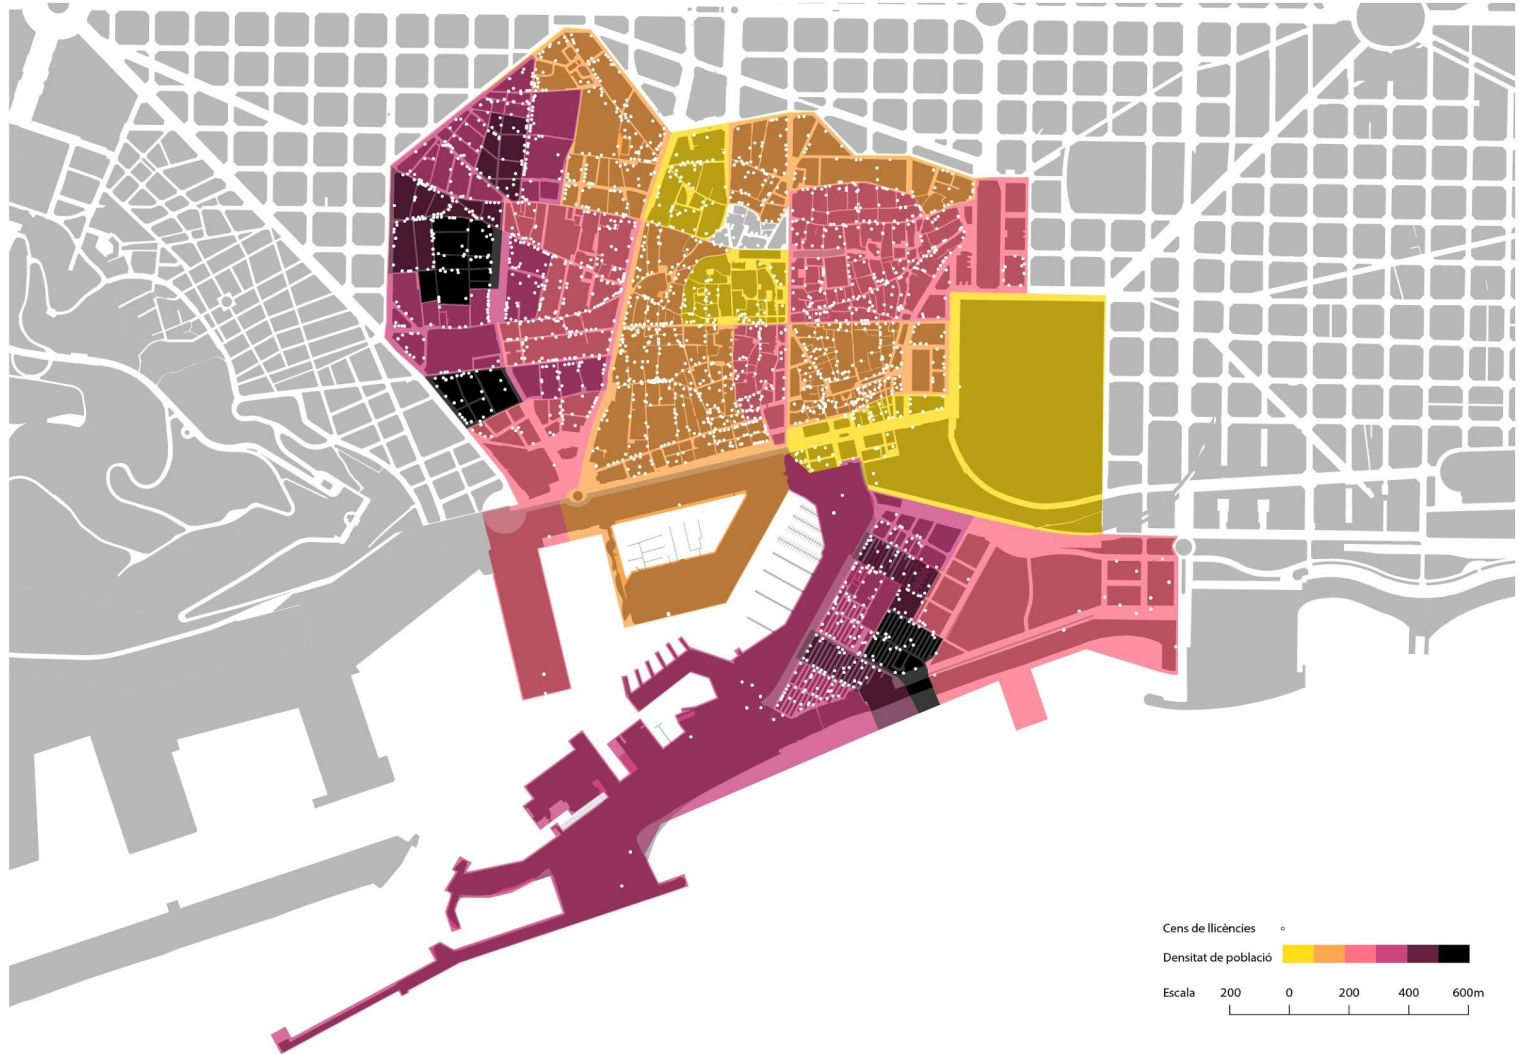 Cens de llicències
Densitat de població
Escala 200 0 200 400 600m